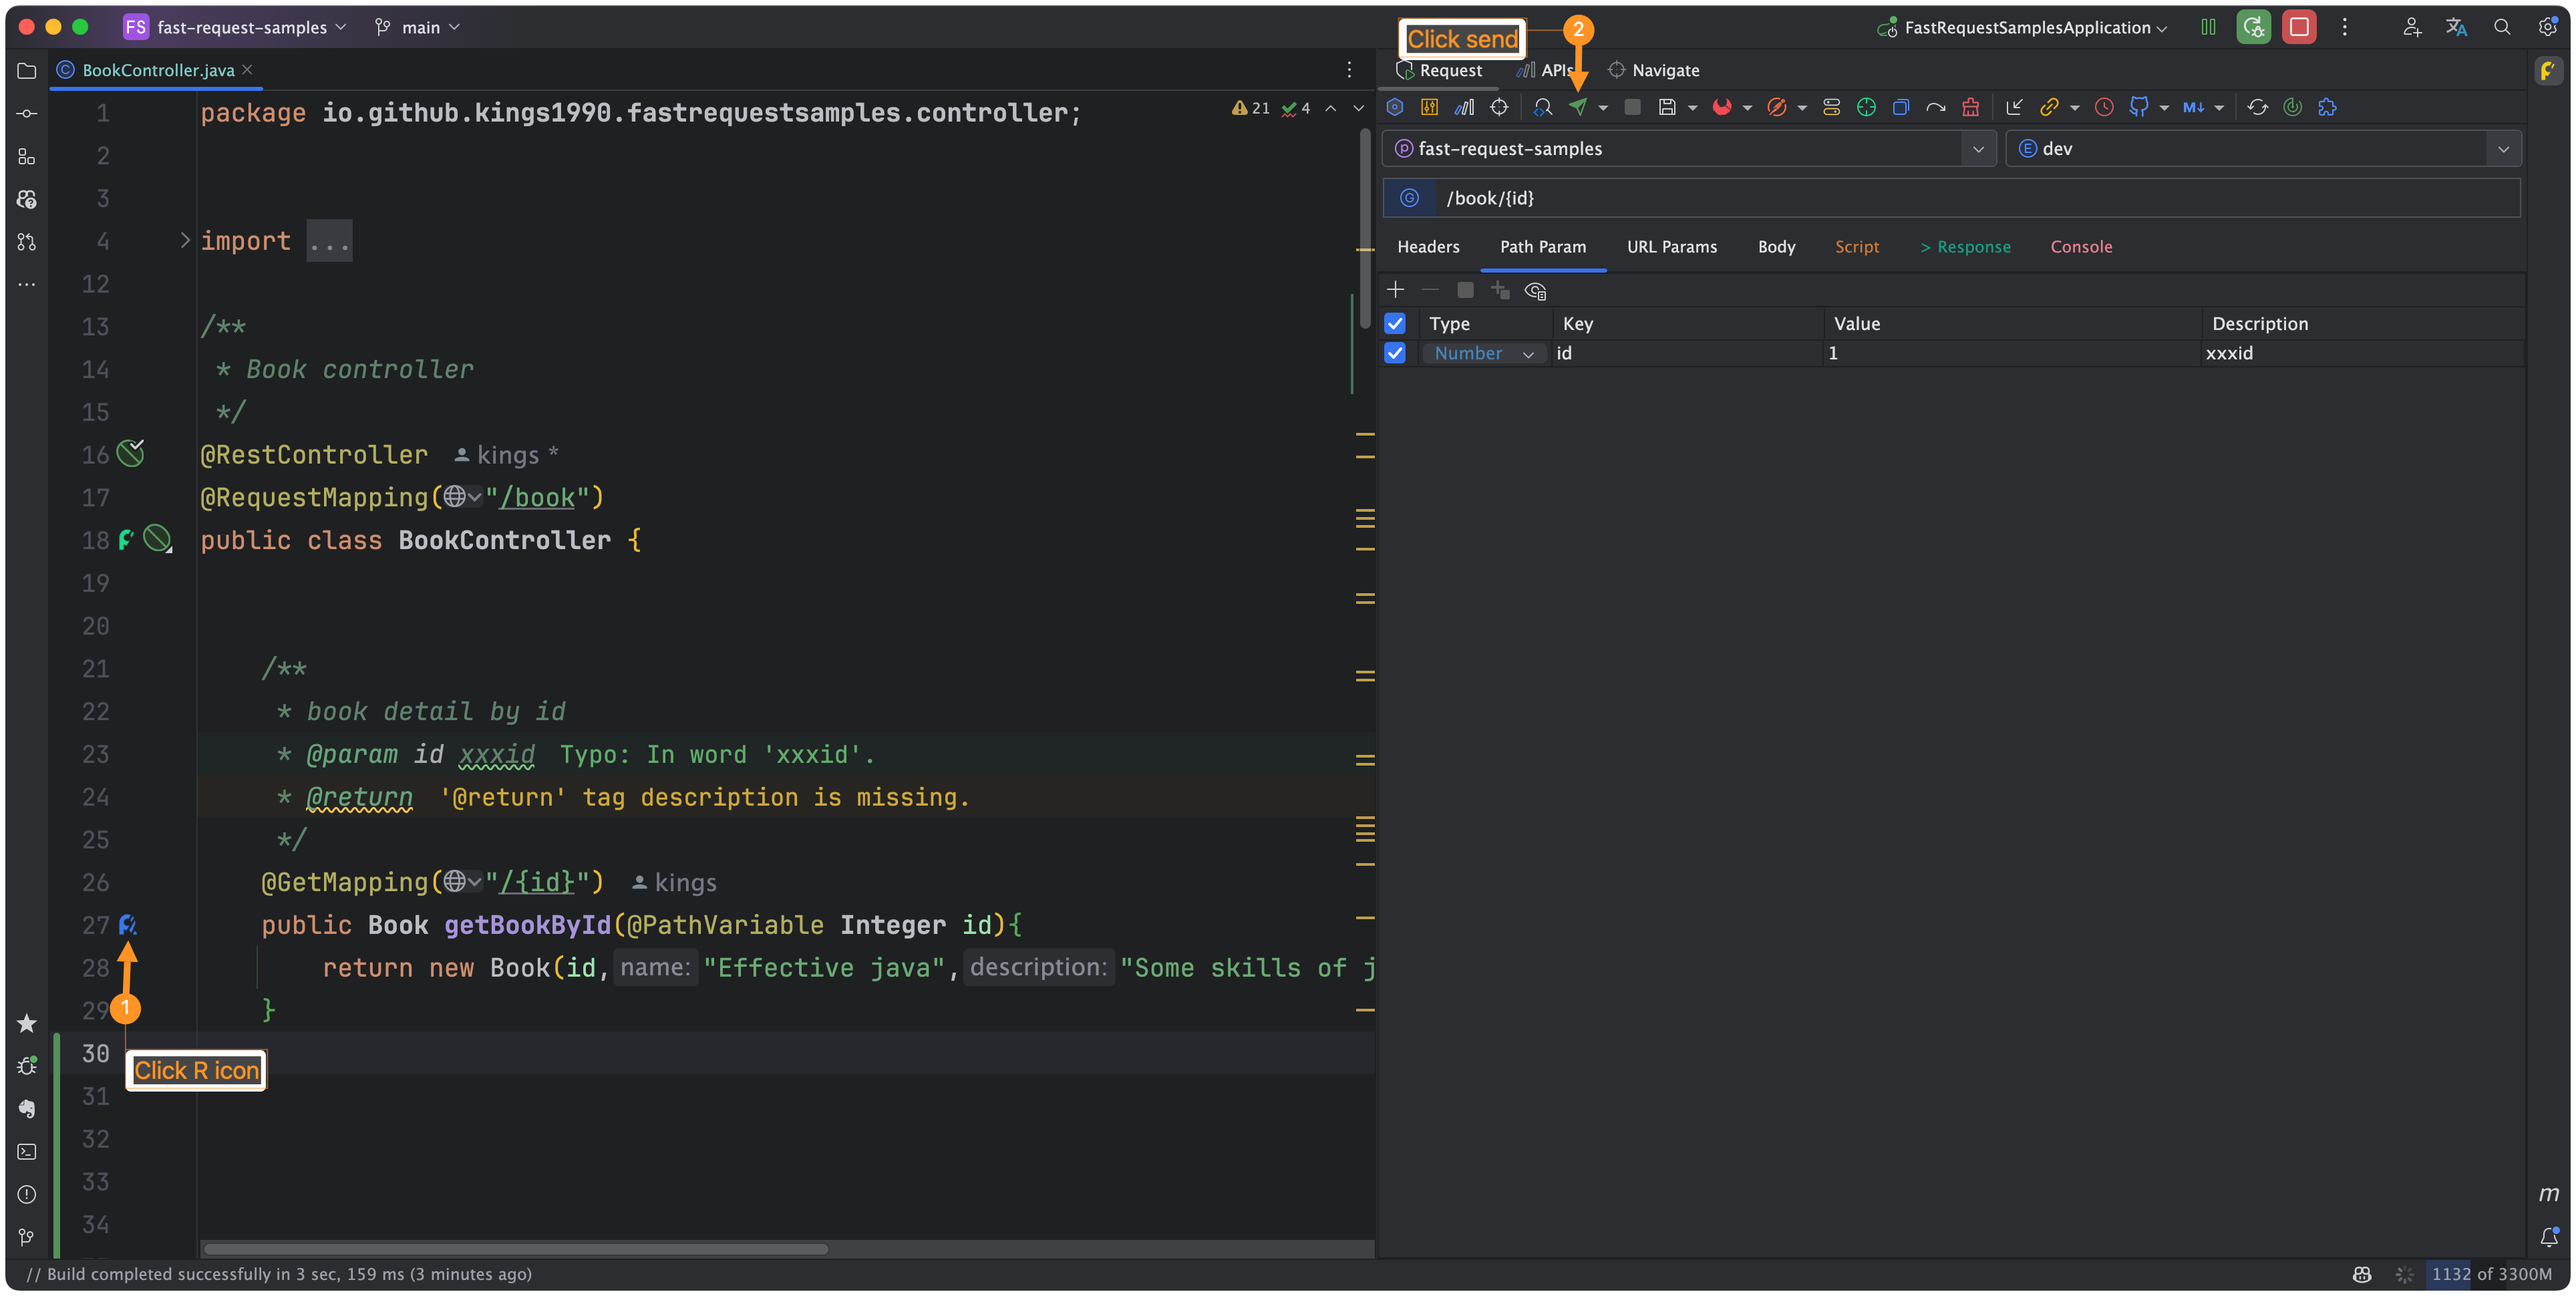 FS fast-request-samples main FastRequestSamplesApplication
Click send 2
BookController.java
Request APIs Navigate
1 package io.github.kings1990.fastrequestsamples.controller;
21 4
2
3
4 import ...
12
13 /**
14 * Book controller
15 */
16 @RestController kings *
17 @RequestMapping("/book")
18 public class BookController {
19
20
21 /**
22 * book detail by id
23 * @param id xxxid Typo: In word 'xxxid'.
24 * @return '@return' tag description is missing.
25 */
26 @GetMapping("/{id}") kings
27 public Book getBookById(@PathVariable Integer id){
28 return new Book(id, name: "Effective java", description: "Some skills of j
29 }
1
30
Click R icon
31
32
33
34
M↓
fast-request-samples dev
G /book/{id}
Headers Path Param URL Params Body Script > Response Console
Type Key Value Description
Number id 1 xxxid
m
// Build completed successfully in 3 sec, 159 ms (3 minutes ago)
1132 of 3300M